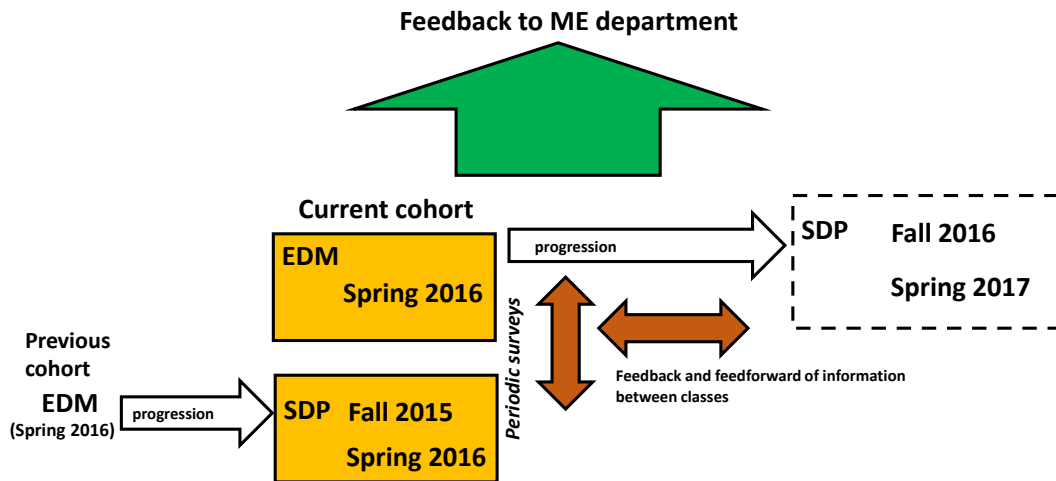 Feedback to ME department
Current cohort
EDM
Spring 2016
progression
SDP Fall 2016
Spring 2017
Periodic surveys
Feedback and feedforward of information
between classes
Previous
cohort
EDM
(Spring 2016)
progression
SDP Fall 2015
Spring 2016